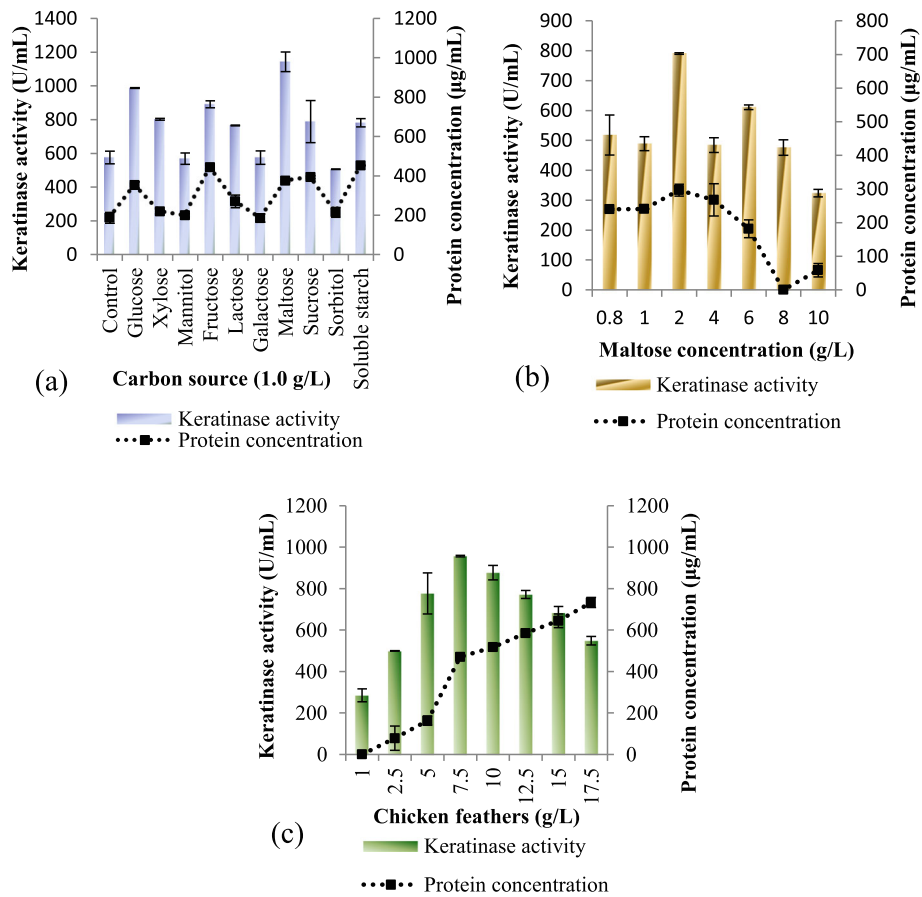 (a)
Keratinase activity (U/mL)
1400
1200
1000
800
600
400
200
0
1200
1000
800
600
400
200
0
Protein concentration (µg/mL)
Control
Glucose
Xylose
Mannitol
Fructose
Lactose
Galactose
Maltose
Sucrose
Sorbitol
Soluble starch
Carbon source (1.0 g/L)
Keratinase activity
Protein concentration
(b)
Keratinase activity (U/mL)
900
800
700
600
500
400
300
200
100
0
800
700
600
500
400
300
200
100
0
Protein concentration (µg/mL)
0.8 1 2 4 6 8 10
Maltose concentration (g/L)
Keratinase activity
Protein concentration
(c)
Keratinase activity (U/mL)
1200
1000
800
600
400
200
0
1200
1000
800
600
400
200
0
Protein concentration (µg/mL)
1
2.5
5
7.5
10
12.5
15
17.5
Chicken feathers (g/L)
Keratinase activity
Protein concentration